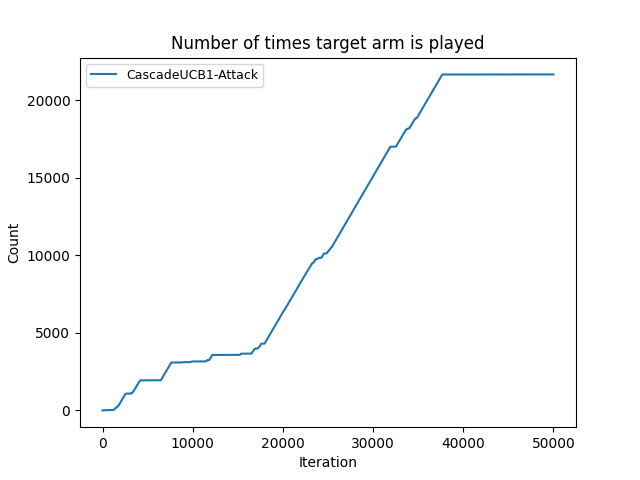 Number of times target arm is played
CascadeUCB1-Attack
Count
20000
15000
10000
5000
0
0 10000 20000 30000 40000 50000
Iteration